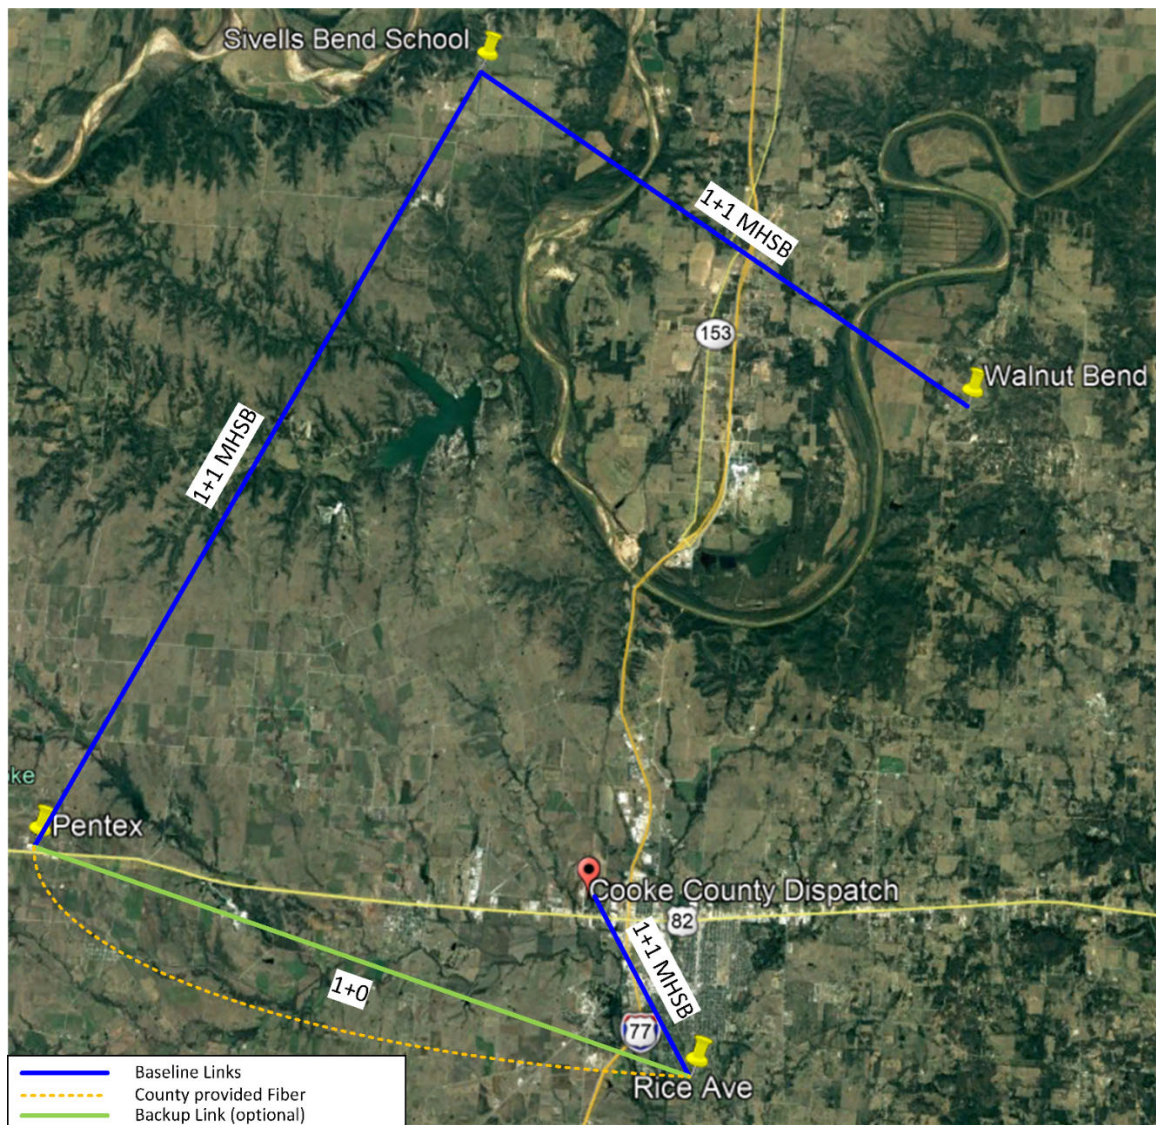 Sivells Bend School
1+1 MHSB
153
Walnut Bend
1+1 MHSB
ke
Pentex
Cooke County Dispatch
82
1+1 MHSB
1+0
77
Rice Ave
Baseline Links
County provided Fiber
Backup Link (optional)